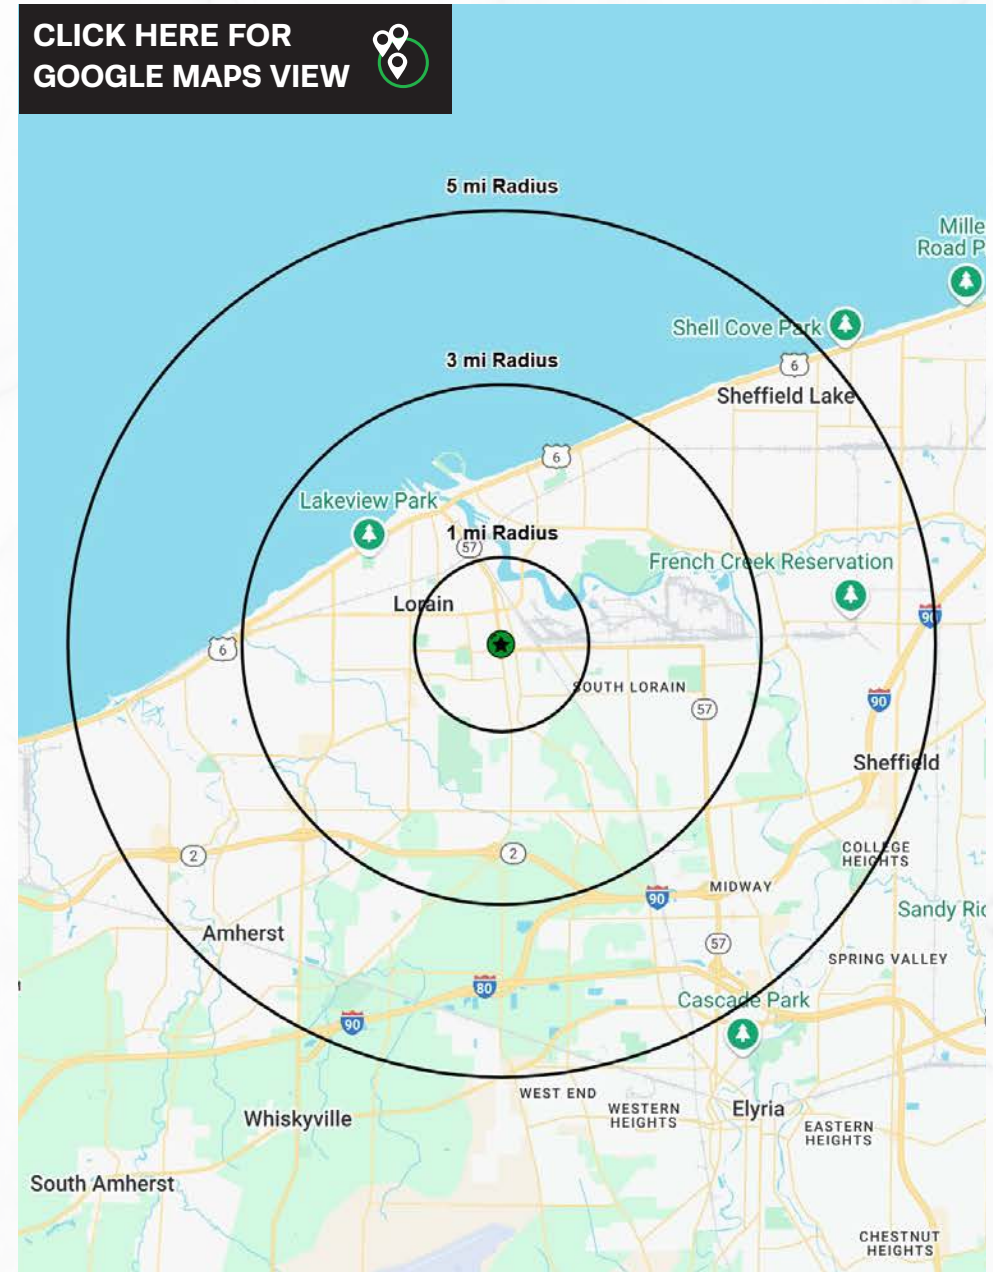 CLICK HERE FOR
GOOGLE MAPS VIEW
5 mi Radius
Mille
Road P
Shell Cove Park
6
3 mi Radius
Sheffield Lake
6
Lakeview Park
1 mi Radius
57
French Creek Reservation
Lorain
90
6
SOUTH LORAIN
57
90
Sheffield
2
2
COLLEGE
HEIGHTS
MIDWAY
90
Sandy Ric
Amherst
57
SPRING VALLEY
80
Cascade Park
90
WEST END
WESTERN
HEIGHTS
Elyria
Whiskyville
EASTERN
HEIGHTS
South Amherst
CHESTNUT
HEIGHTS